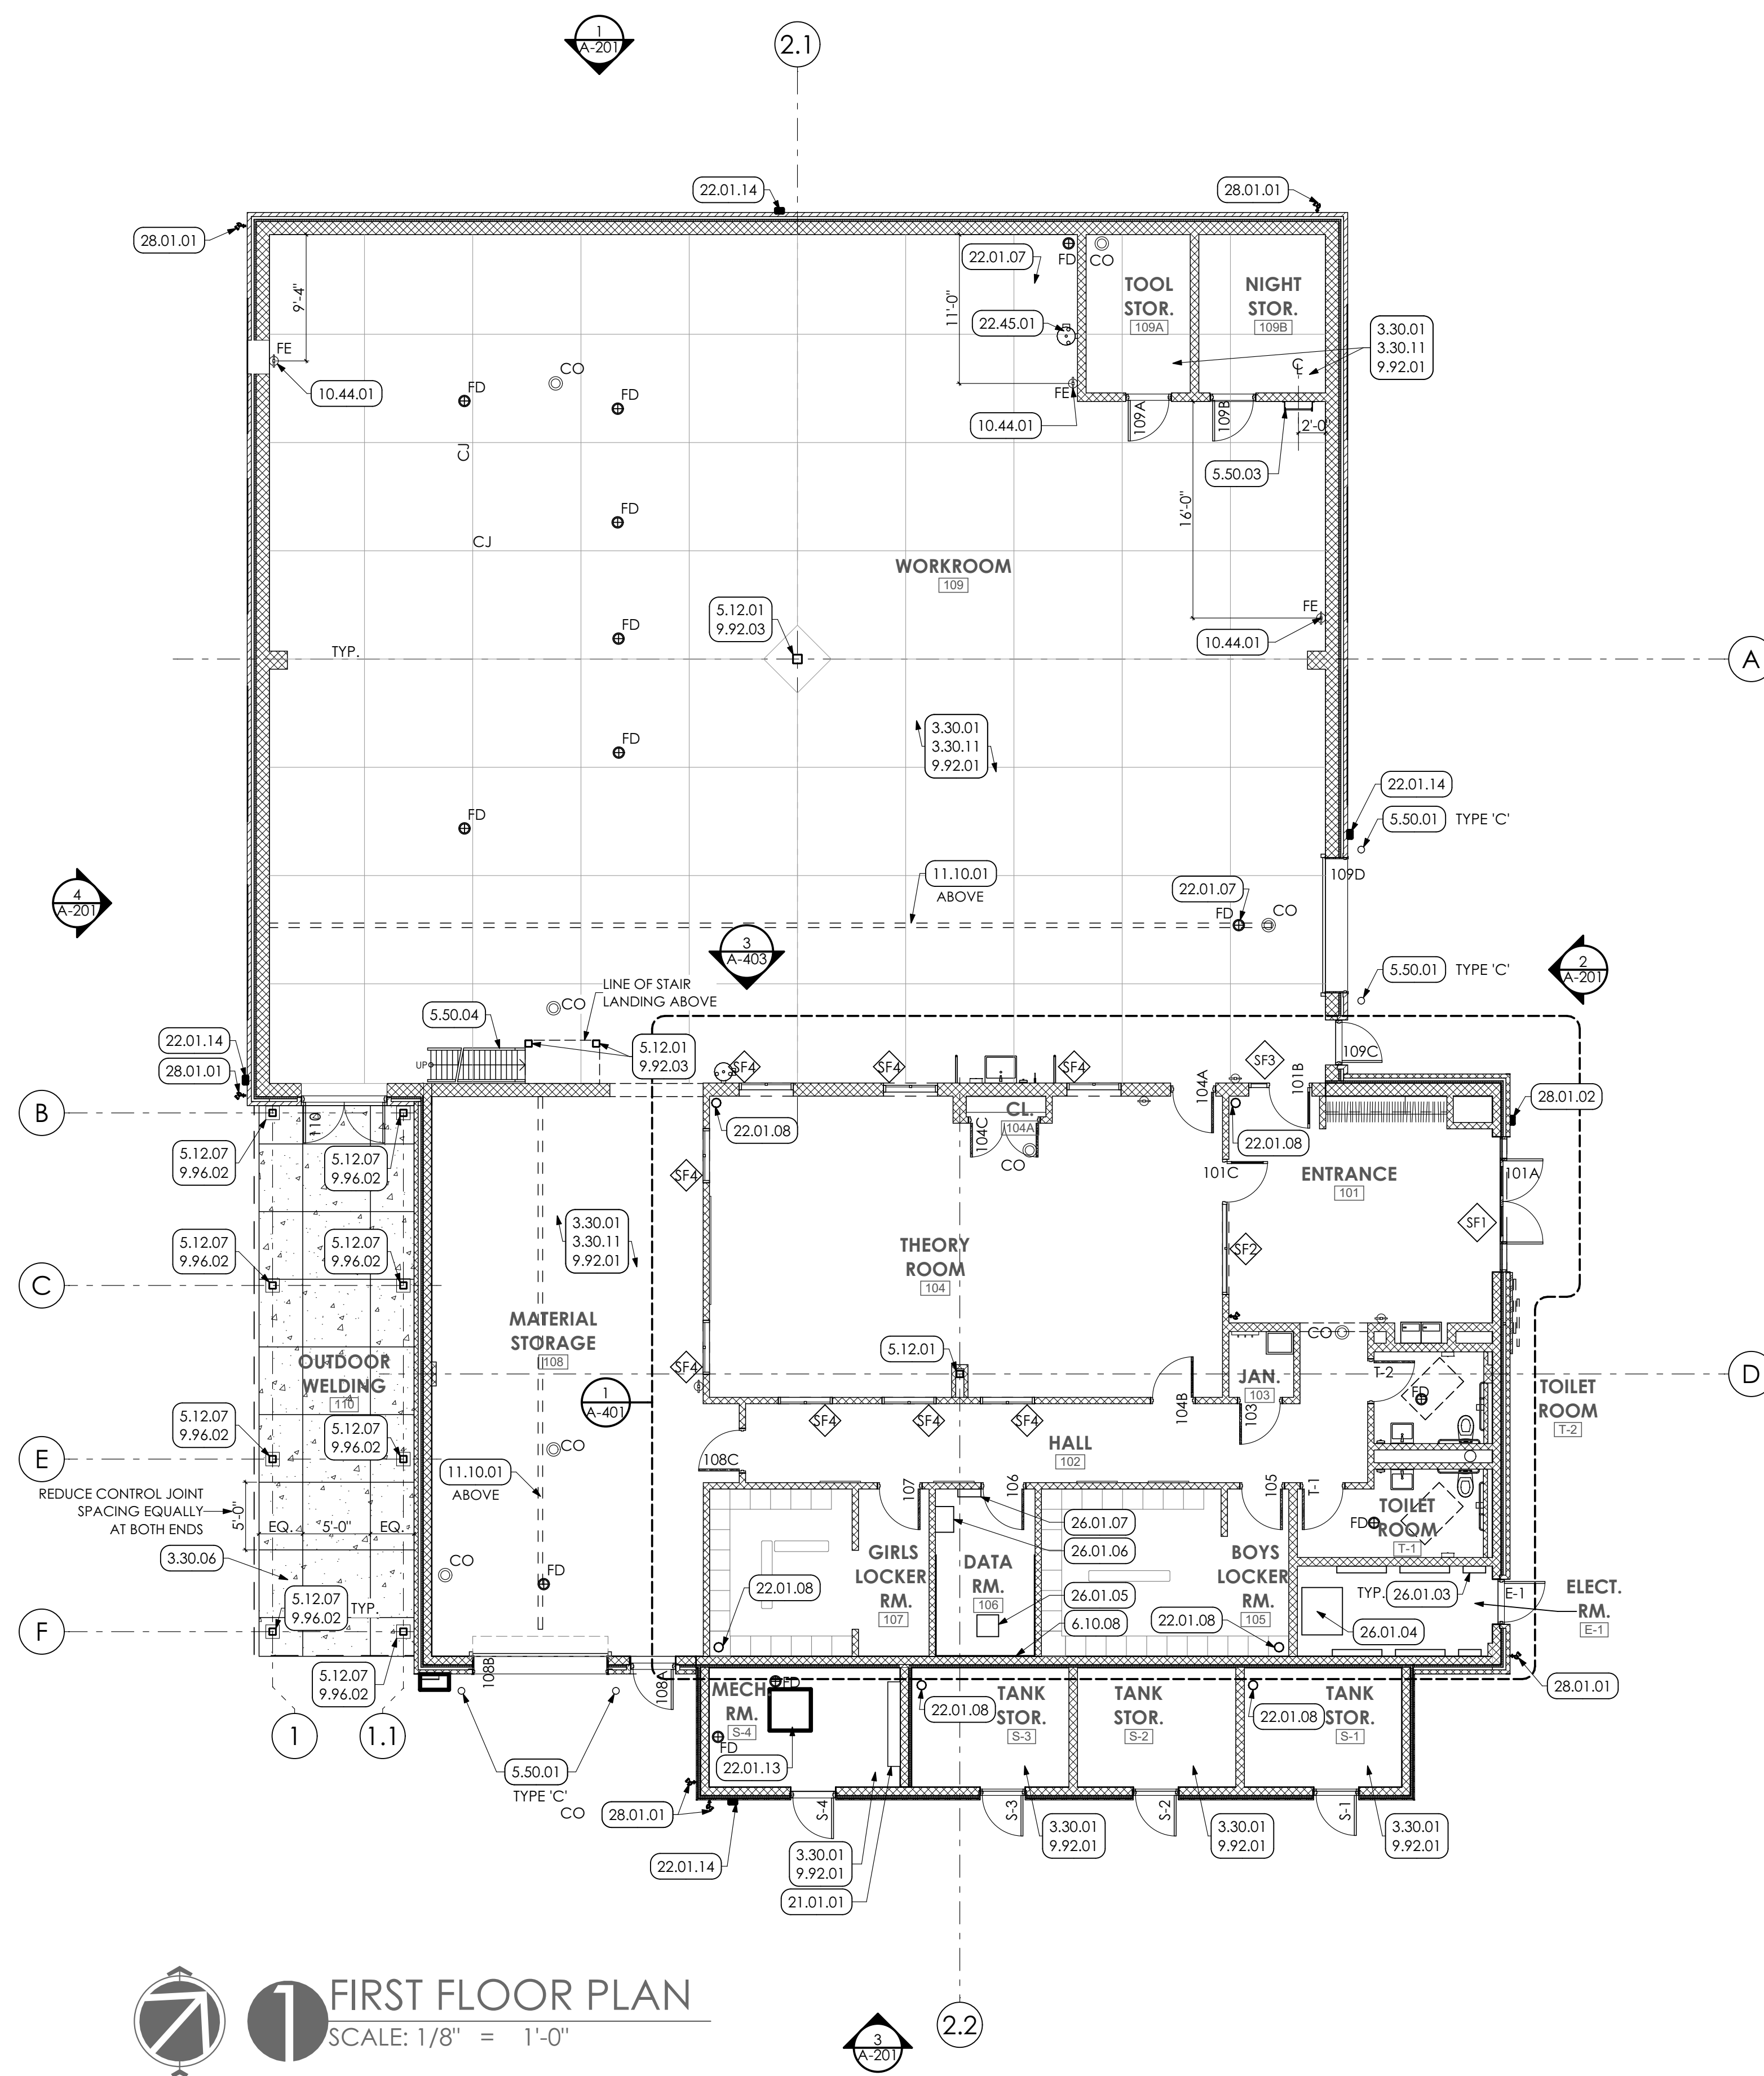 1
A-201
2.1
22.01.14
28.01.01
28.01.01
22.01.07
FD
CO
TOOL
STOR.
109A
NIGHT
STOR.
109B
9'-4"
11'-0"
22.45.01
3.30.01
3.30.11
9.92.01
FE
10.44.01
CO
FD
FD
FE
10.44.01
CL
109A
109B
2'-0"
5.50.03
CJ
16'-0"
FD
CJ
WORKROOM
109
5.12.01
9.92.03
FD
FE
10.44.01
TYP.
A
3.30.01
3.30.11
9.92.01
FD
22.01.14
5.50.01 TYPE 'C'
FD
11.10.01
ABOVE
109D
22.01.07
FD
CO
4
A-201
3
A-403
5.50.01 TYPE 'C'
2
A-201
LINE OF STAIR
LANDING ABOVE
CO
5.50.04
22.01.14
28.01.01
UP
5.12.01
9.92.03
SF4
SF4
SF4
SF3
109C
101B
104A
B
110
22.01.08
CL.
104A
104C
CO
22.01.08
28.01.02
5.12.07
9.96.02
5.12.07
9.96.02
SF4
101C
ENTRANCE
101
101A
SF1
3.30.01
3.30.11
9.92.01
5.12.07
9.96.02
5.12.07
9.96.02
THEORY
ROOM
104
SF2
C
MATERIAL
STORAGE
108
CO
5.12.01
OUTDOOR
WELDING
110
SF4
JAN.
103
T-2
FD
D
TOILET
ROOM
T-2
1
A-401
SF4
SF4
SF4
104B
103
5.12.07
9.96.02
5.12.07
9.96.02
CO
108C
HALL
102
E
11.10.01
ABOVE
107
106
105
T-1
REDUCE CONTROL JOINT
SPACING EQUALLY
AT BOTH ENDS
5'-0"
EQ.
5'-0"
EQ.
TOILET
ROOM
T-1
FD
26.01.07
26.01.06
3.30.06
CO
FD
GIRLS
LOCKER
RM.
107
DATA
RM.
106
BOYS
LOCKER
RM.
105
22.01.08
26.01.05
6.10.08
22.01.08
TYP.
26.01.03
E-1
ELECT.
RM.
E-1
26.01.04
5.12.07
9.96.02
TYP.
F
5.12.07
9.96.02
108B
108A
28.01.01
MECH.
RM.
S-4
FD
FD
22.01.13
22.01.08
TANK
STOR.
S-3
TANK
STOR.
S-2
22.01.08
TANK
STOR.
S-1
1
1.1
5.50.01
TYPE 'C'
CO
28.01.01
S-4
S-3
S-2
S-1
22.01.14
3.30.01
9.92.01
21.01.01
3.30.01
9.92.01
3.30.01
9.92.01
3.30.01
9.92.01
1
FIRST FLOOR PLAN
SCALE: 1/8" = 1'-0"
2.2
3
A-201